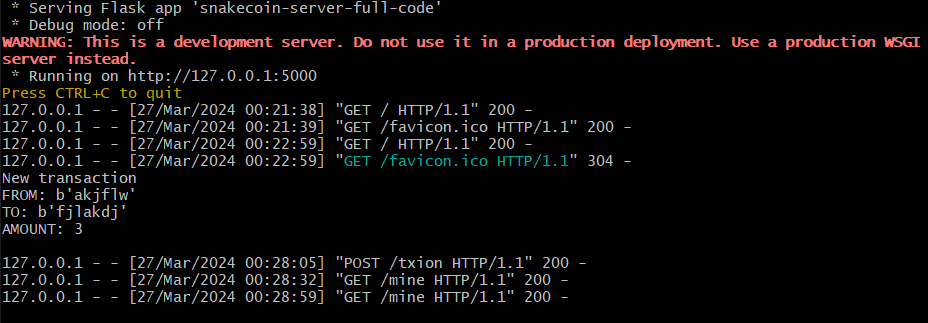 * Serving Flask app 'snakecoin-server-full-code'
* Debug mode: off
WARNING: This is a development server. Do not use it in a production deployment. Use a production WSGI
server instead.
* Running on http://127.0.0.1:5000
Press CTRL+C to quit
127.0.0.1 - - [27/Mar/2024 00:21:38] "GET / HTTP/1.1" 200 -
127.0.0.1 - - [27/Mar/2024 00:21:39] "GET /favicon.ico HTTP/1.1" 200 -
127.0.0.1 - - [27/Mar/2024 00:22:59] "GET / HTTP/1.1" 200 -
127.0.0.1 - - [27/Mar/2024 00:22:59] "GET /favicon.ico HTTP/1.1" 304 -
New transaction
FROM: b'akjflw'
TO: b'fjlakdj'
AMOUNT: 3
127.0.0.1 - - [27/Mar/2024 00:28:05] "POST /txion HTTP/1.1" 200 -
127.0.0.1 - - [27/Mar/2024 00:28:32] "GET /mine HTTP/1.1" 200 -
127.0.0.1 - - [27/Mar/2024 00:28:59] "GET /mine HTTP/1.1" 200 -